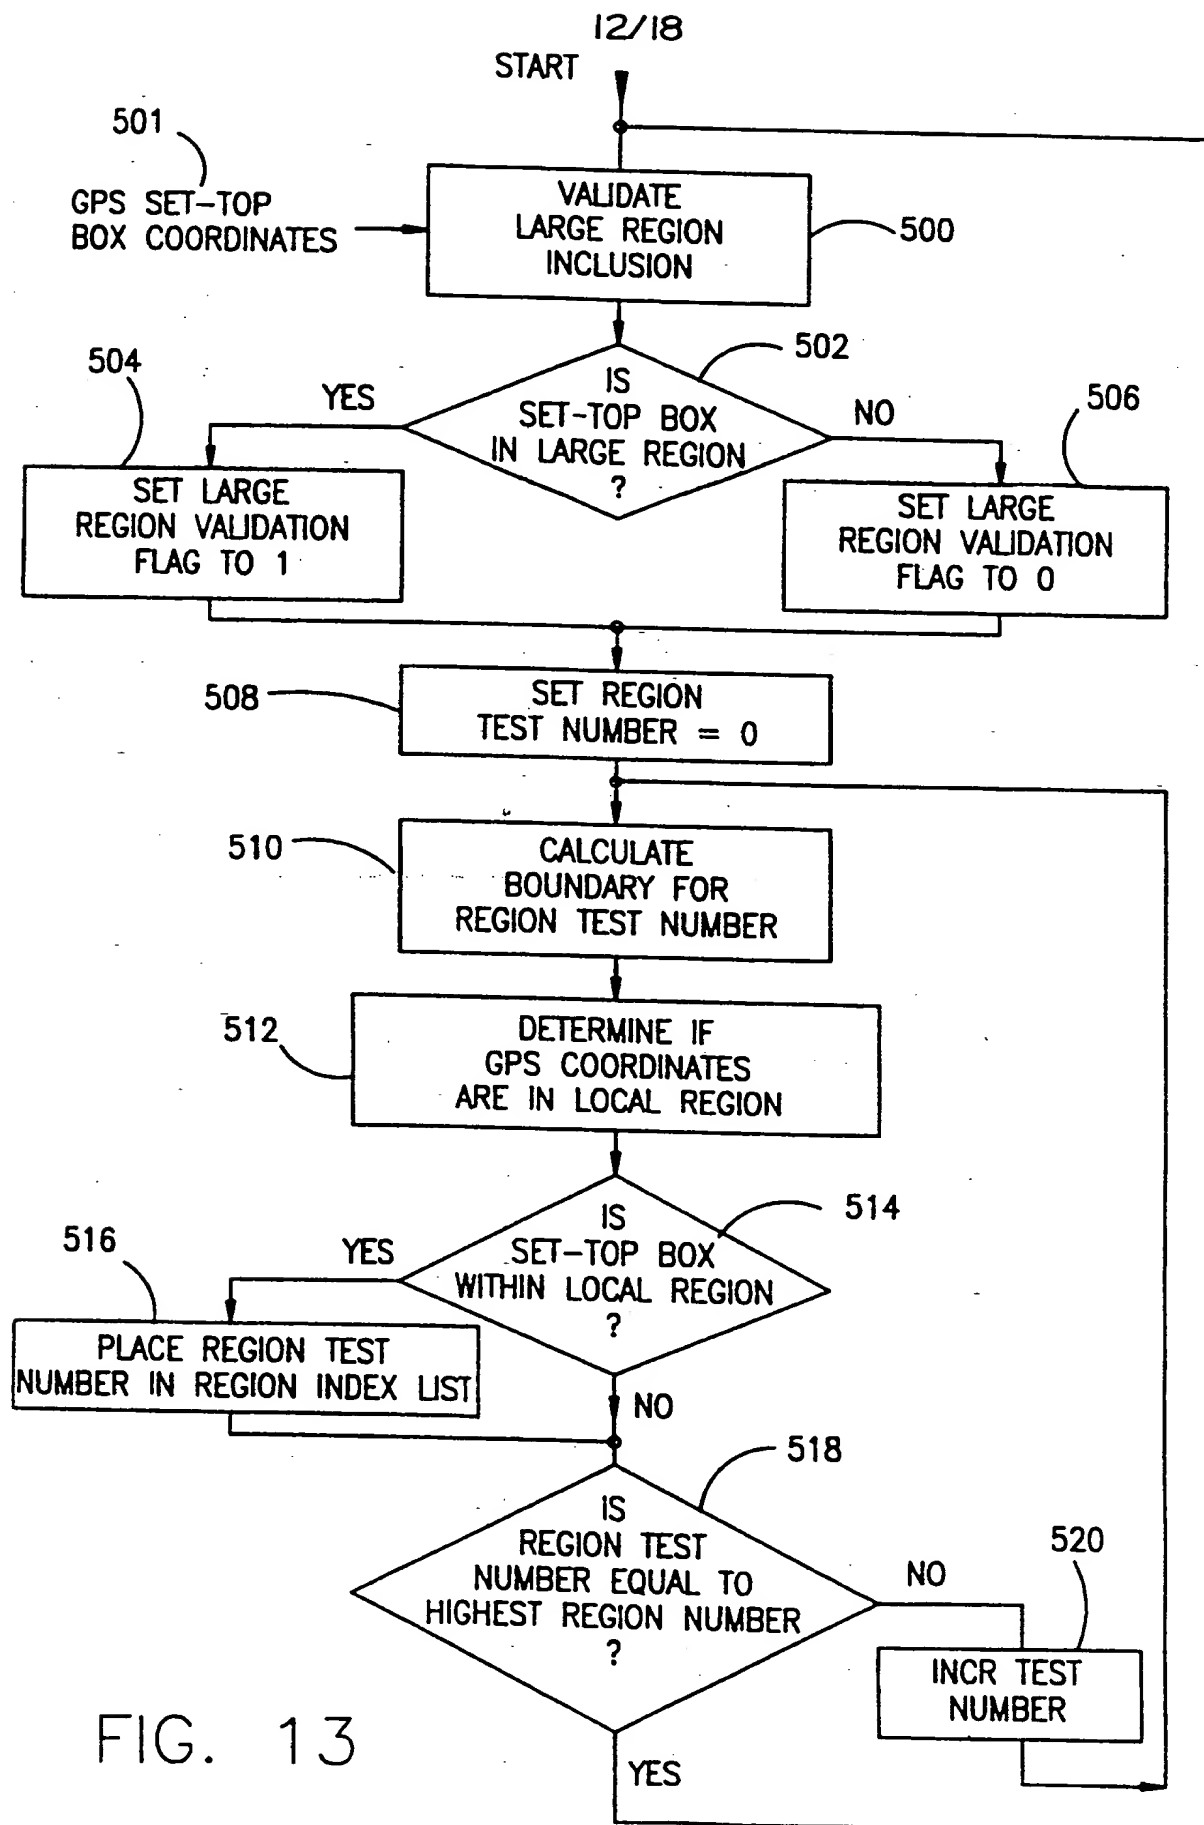 12/18
START
501
GPS SET-TOP
BOX COORDINATES
VALIDATE
LARGE REGION
INCLUSION
500
502
IS
SET-TOP BOX
IN LARGE REGION
?
YES
NO
504
SET LARGE
REGION VALIDATION
FLAG TO 1
506
SET LARGE
REGION VALIDATION
FLAG TO 0
508
SET REGION
TEST NUMBER = 0
510
CALCULATE
BOUNDARY FOR
REGION TEST NUMBER
512
DETERMINE IF
GPS COORDINATES
ARE IN LOCAL REGION
514
IS
SET-TOP BOX
WITHIN LOCAL REGION
?
YES
516
PLACE REGION TEST
NUMBER IN REGION INDEX LIST
NO
518
IS
REGION TEST
NUMBER EQUAL TO
HIGHEST REGION NUMBER
?
NO
520
INCR TEST
NUMBER
YES
FIG. 13